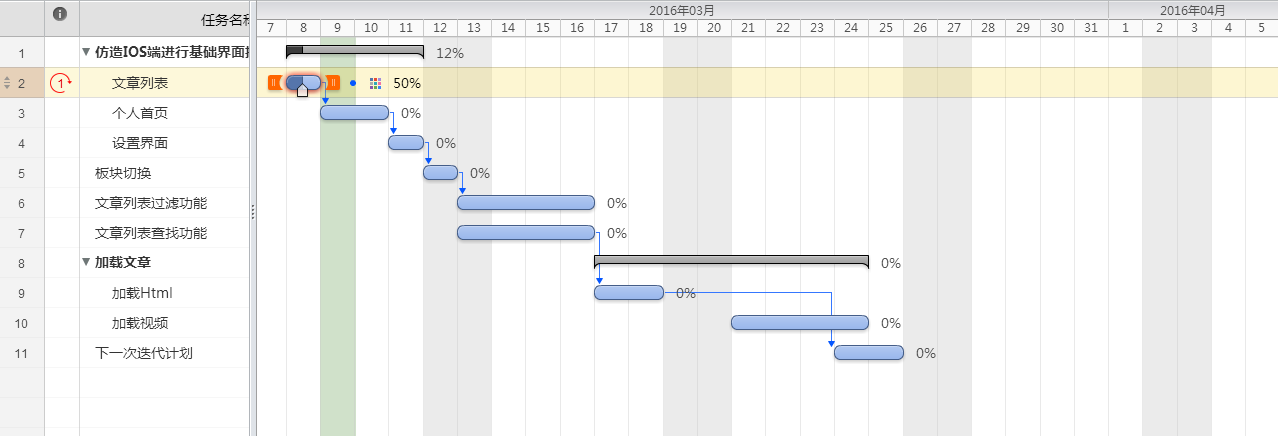 任务名称
2016年03月 2016年04月
7 8 9 10 11 12 13 14 15 16 17 18 19 20 21 22 23 24 25 26 27 28 29 30 31 1 2 3 4 5
1 仿造IOS端进行基础界面 12%
2 1 文章列表 50%
3 个人首页 0%
4 设置界面 0%
5 板块切换 0%
6 文章列表过滤功能 0%
7 文章列表查找功能 0%
8 加载文章 0%
9 加载Html 0%
10 加载视频 0%
11 下一次迭代计划 0%